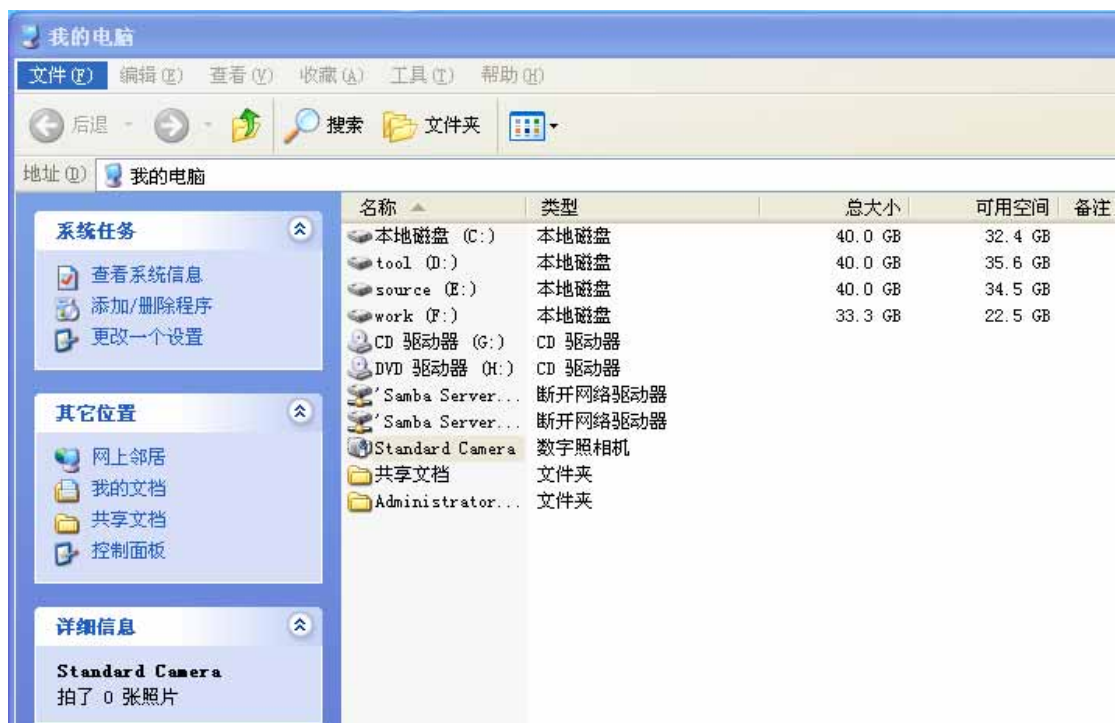 我的电脑
文件(F) 编辑(E) 查看(V) 收藏(A) 工具(T) 帮助(H)
后退 搜索 文件夹
地址(D) 我的电脑
系统任务
查看系统信息
添加/删除程序
更改一个设置
其它位置
网上邻居
我的文档
共享文档
控制面板
详细信息
Standard Camera
拍了 0 张照片
名称 类型 总大小 可用空间 备注
本地磁盘 (C:) 本地磁盘 40.0 GB 32.4 GB
tool (D:) 本地磁盘 40.0 GB 35.6 GB
source (E:) 本地磁盘 40.0 GB 34.5 GB
work (F:) 本地磁盘 33.3 GB 22.5 GB
CD 驱动器 (G:) CD 驱动器
DVD 驱动器 (H:) CD 驱动器
'Samba Server... 断开网络驱动器
'Samba Server... 断开网络驱动器
Standard Camera 数字照相机
共享文档 文件夹
Administrator... 文件夹